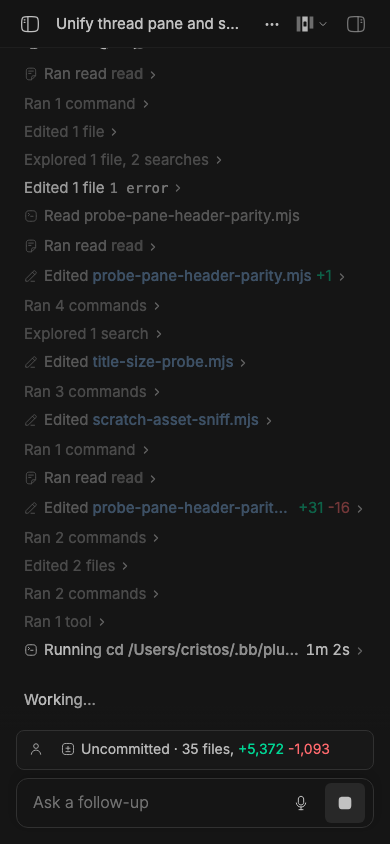 Unify thread pane and s...
Ran read read
Ran 1 command
Edited 1 file
Explored 1 file, 2 searches
Edited 1 file 1 error
Read probe-pane-header-parity.mjs
Ran read read
Edited probe-pane-header-parity.mjs +1
Ran 4 commands
Explored 1 search
Edited title-size-probe.mjs
Ran 3 commands
Edited scratch-asset-sniff.mjs
Ran 1 command
Ran read read
Edited probe-pane-header-parit... +31 -16
Ran 2 commands
Edited 2 files
Ran 2 commands
Ran 1 tool
Running cd /Users/cristos/.bb/plu... 1m 2s
Working...
Uncommitted · 35 files, +5,372 -1,093
Ask a follow-up